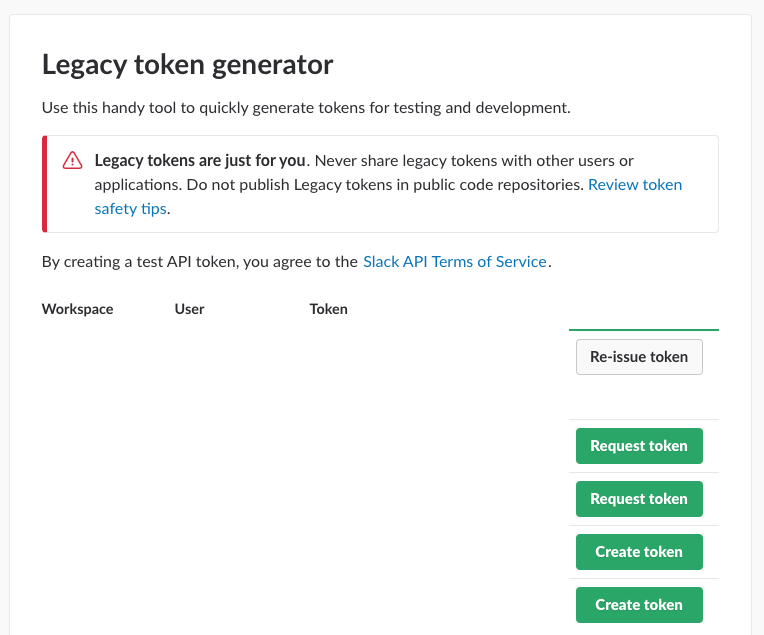 Legacy token generator
Use this handy tool to quickly generate tokens for testing and development.
Legacy tokens are just for you. Never share legacy tokens with other users or
applications. Do not publish Legacy tokens in public code repositories. Review token
safety tips.
By creating a test API token, you agree to the Slack API Terms of Service.
Workspace User Token
Re-issue token
Request token
Request token
Create token
Create token